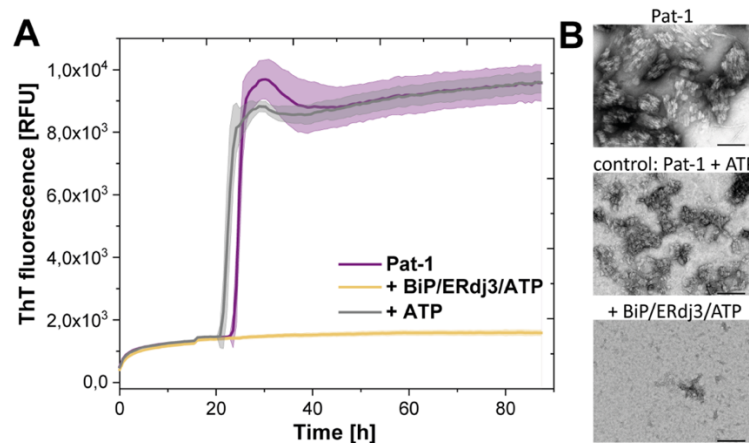 A
B
Pat-1
control: Pat-1 + AT
+ BiP/ERdj3/ATP
ThT fluorescence [RFU]
1,0x10⁴
8,0x10³
6,0x10³
4,0x10³
2,0x10³
0,0
Pat-1
+ BiP/ERdj3/ATP
+ ATP
0
20
40
60
80
Time [h]